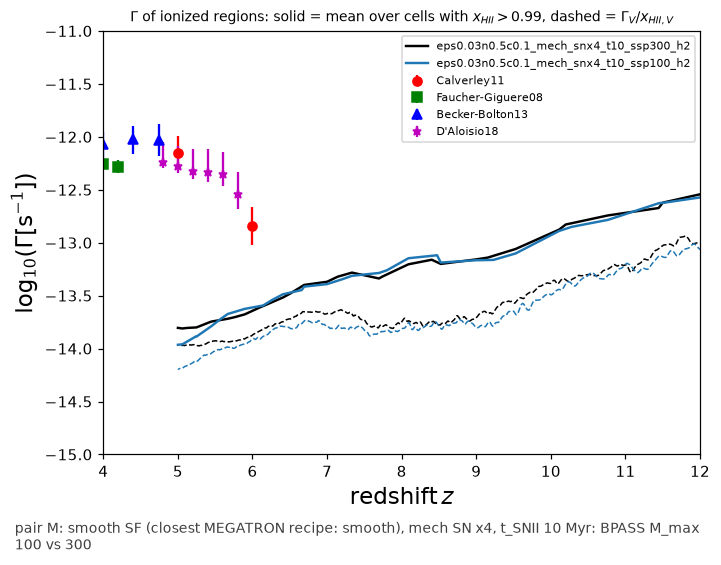 Γ of ionized regions: solid = mean over cells with x_HII > 0.99, dashed = Γ_V/x_HII,V
eps0.03n0.5c0.1_mech_snx4_t10_ssp300_h2
eps0.03n0.5c0.1_mech_snx4_t10_ssp100_h2
Calverley11
Faucher-Giguere08
Becker-Bolton13
D'Aloisio18
log₁₀(Γ[s⁻¹])
−11.0
−11.5
−12.0
−12.5
−13.0
−13.5
−14.0
−14.5
−15.0
4 5 6 7 8 9 10 11 12
redshift z
pair M: smooth SF (closest MEGATRON recipe: smooth), mech SN x4, t_SNII 10 Myr: BPASS M_max
100 vs 300